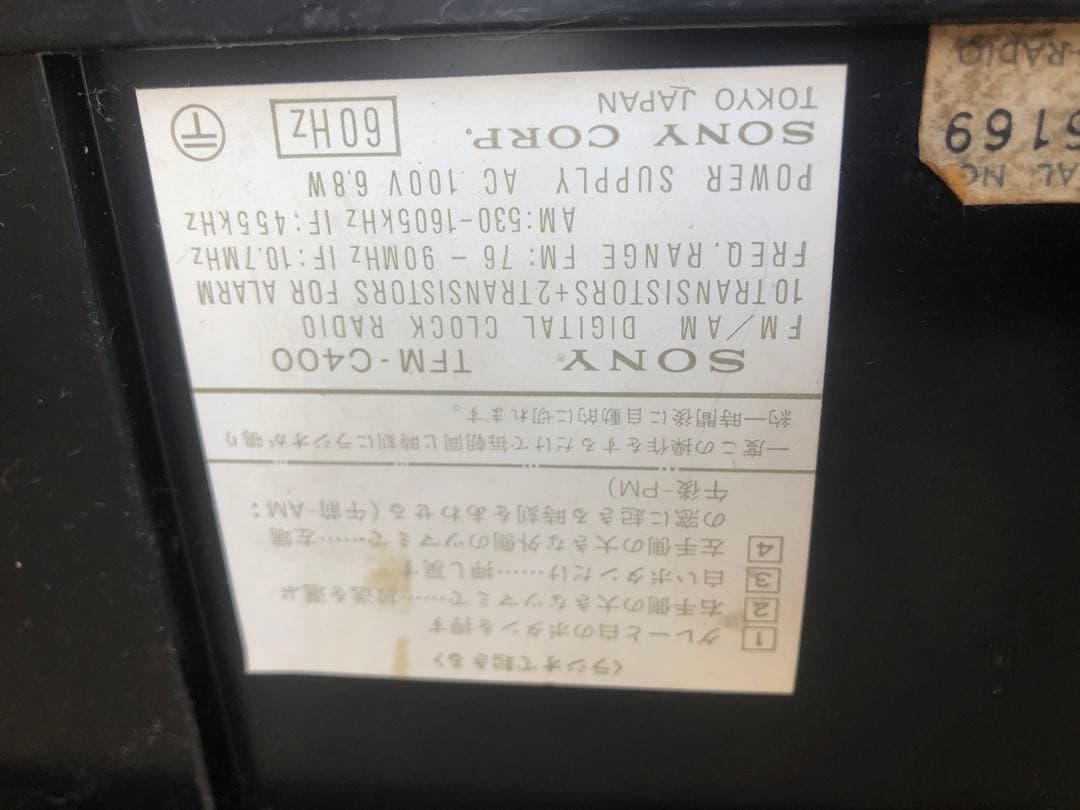 〈ラジオで起きる〉
1 グレーと白のボタンを押す
2 右手側の大きなツマミで……放送を選ぶ
3 白いボタンだけ……押し戻す
4 左手側の大きな外側のツマミで……左端
の窓に起きる時刻をあわせる(午前-AM:
午後-PM)
一度この操作をするだけで毎朝同じ時刻にラジオが鳴り
約一時間後に自動的に切れます。
SONY® TFM-C400
FM/AM DIGITAL CLOCK RADIO
10 TRANSISTORS+2TRANSISTORS FOR ALARM
FREQ. RANGE FM: 76 - 90MHz IF:10.7MHz
AM:530-1605kHz IF:455kHz
POWER SUPPLY AC 100V 6.8W
SONY CORP. 60Hz
TOKYO JAPAN
AL NO
6169
-RADIO